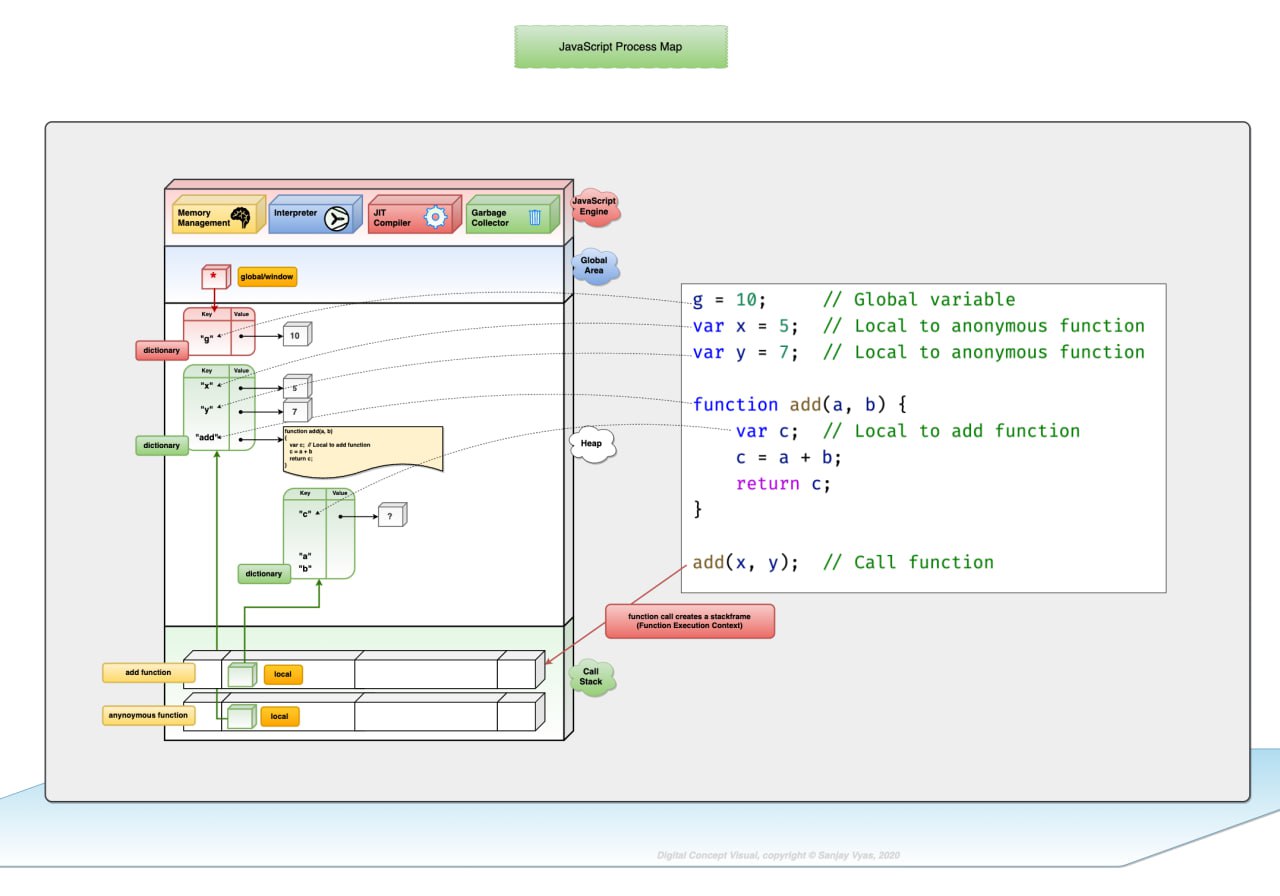 JavaScript Process Map
Memory
Management
Interpreter
JIT
Compiler
Garbage
Collector
JavaScript
Engine
*
global/window
Global
Area
Key Value
"g"
10
dictionary
Key Value
"x"
5
"y"
7
"add"
dictionary
function add(a, b)
{
var c; // Local to add function
c = a + b
return c;
}
Heap
Key Value
"c"
?
"a"
"b"
dictionary
g = 10; // Global variable
var x = 5; // Local to anonymous function
var y = 7; // Local to anonymous function
function add(a, b) {
var c; // Local to add function
c = a + b;
return c;
}
add(x, y); // Call function
function call creates a stackframe
(Function Execution Context)
add function
local
Call
Stack
anynoymous function
local
Digital Concept Visual, copyright © Sanjay Vyas, 2020